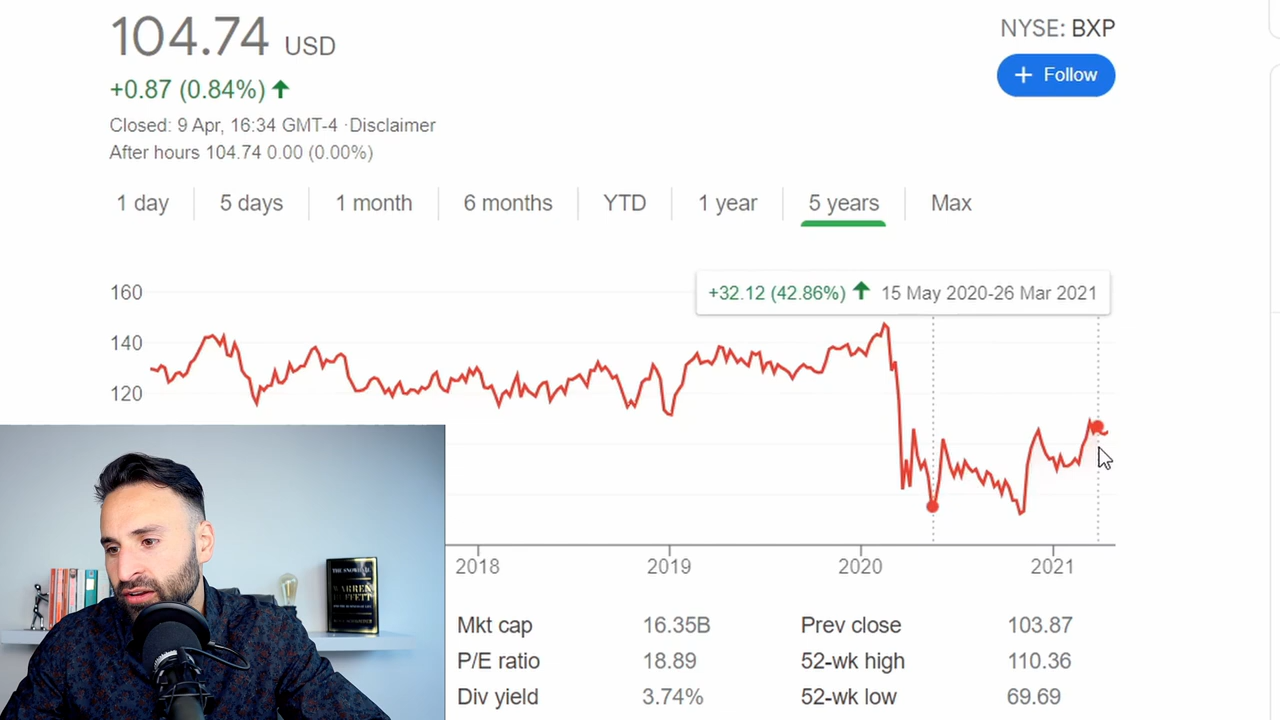 104.74 USD
+0.87 (0.84%)
Closed: 9 Apr, 16:34 GMT-4 ·Disclaimer
After hours 104.74 0.00 (0.00%)
NYSE: BXP
+ Follow
1 day 5 days 1 month 6 months YTD 1 year 5 years Max
+32.12 (42.86%) 15 May 2020-26 Mar 2021
160
140
120
2018 2019 2020 2021
Mkt cap 16.35B Prev close 103.87
P/E ratio 18.89 52-wk high 110.36
Div yield 3.74% 52-wk low 69.69
THE SNOWBALL
WARREN
BUFFETT